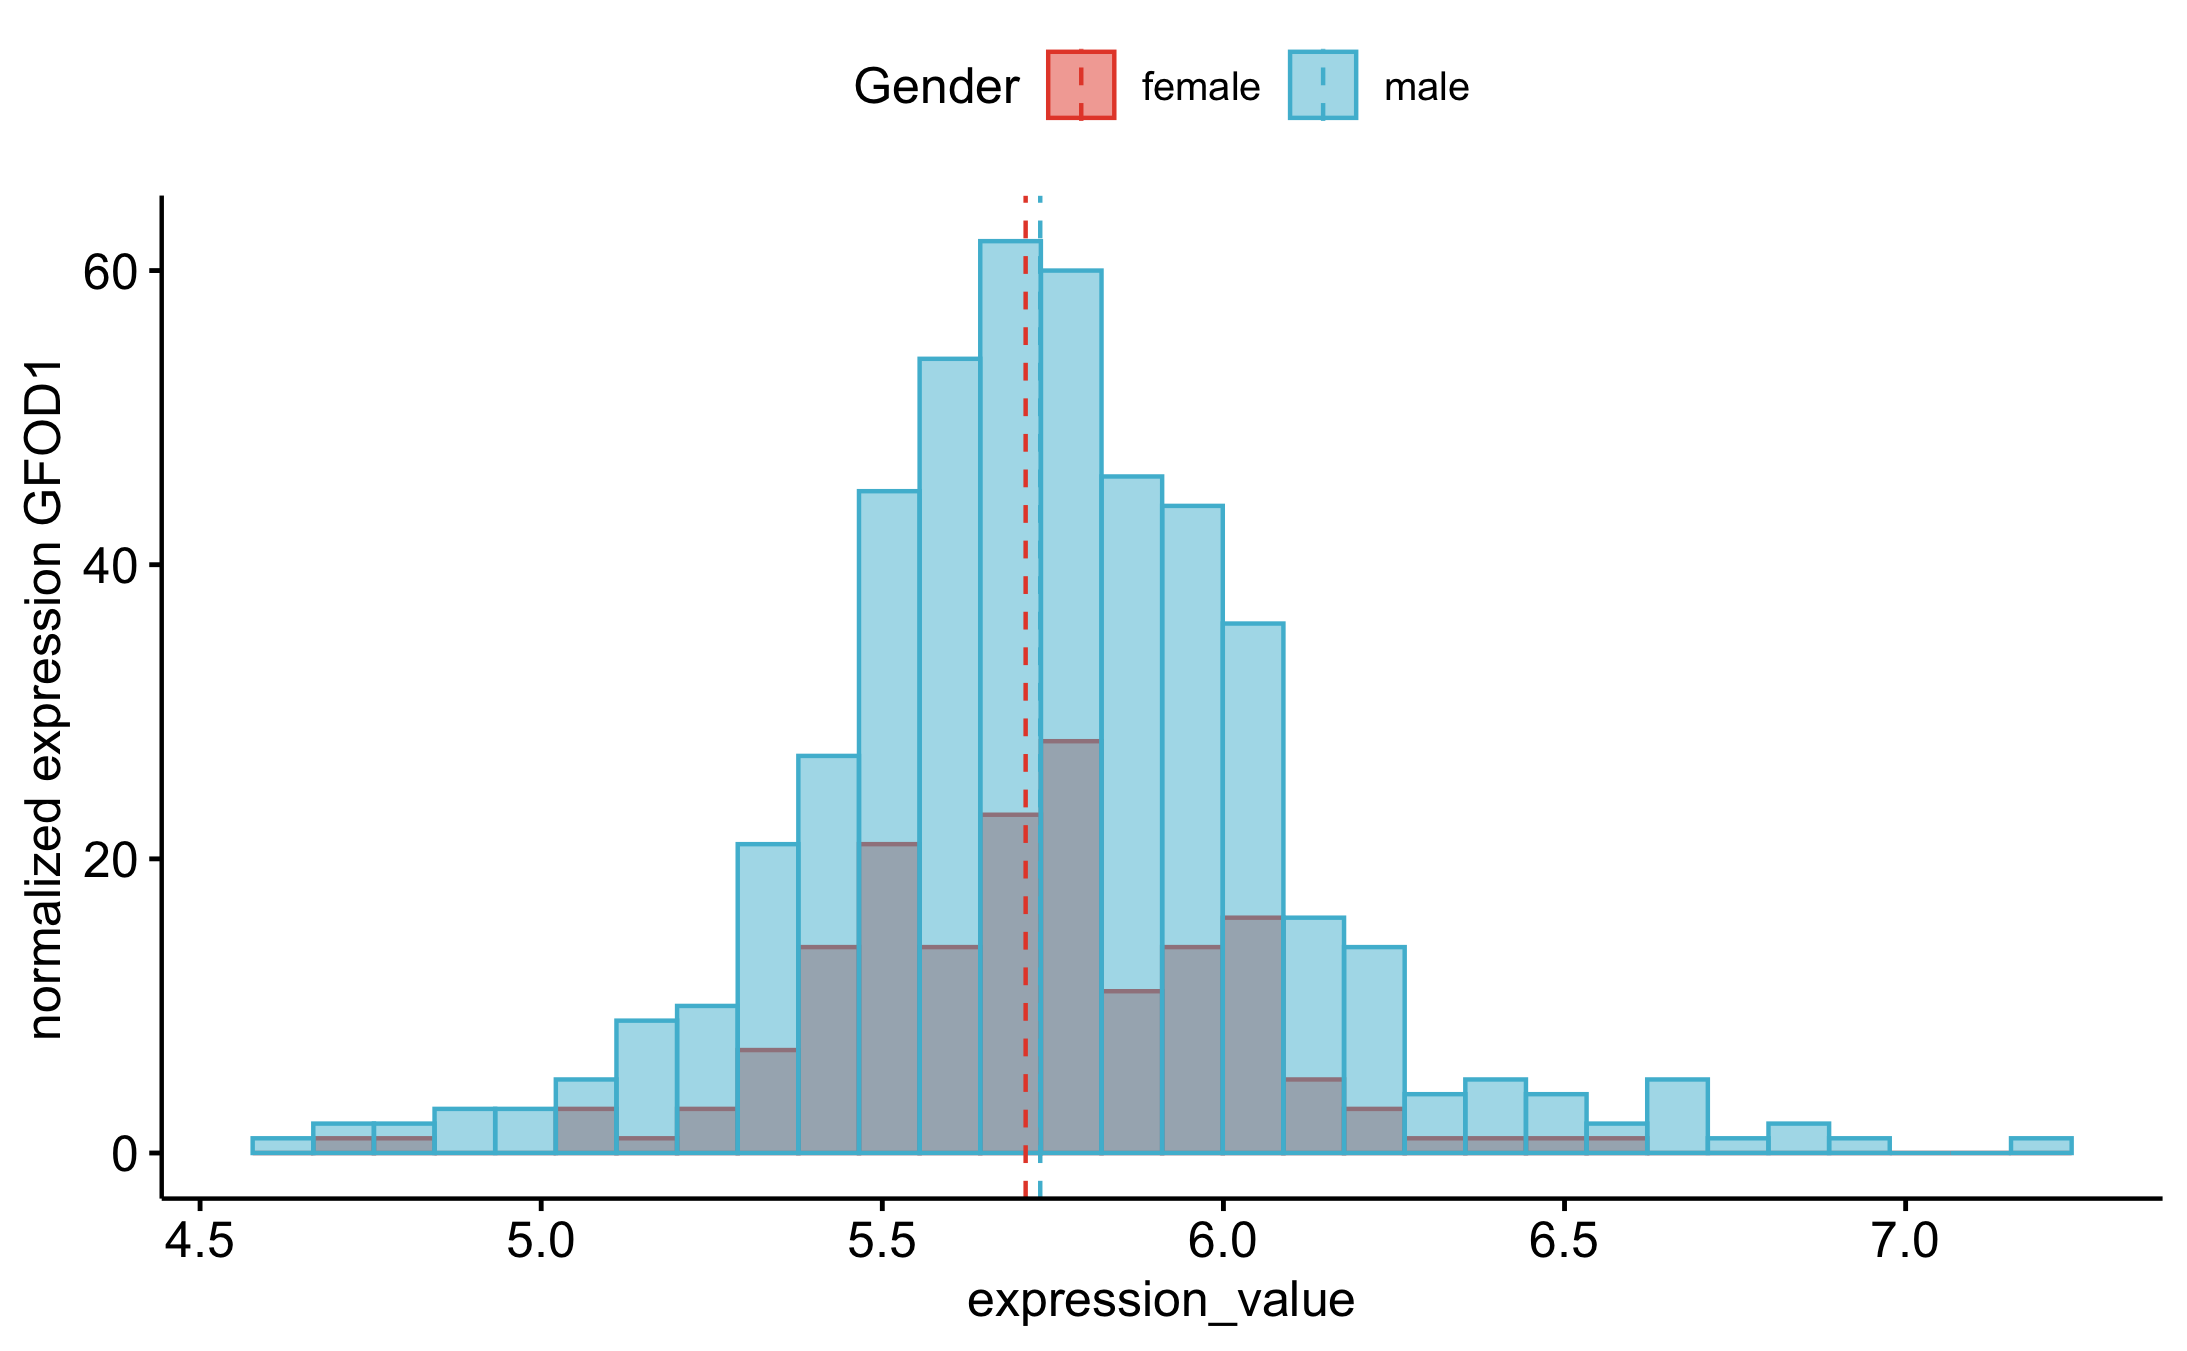 Gender female male
normalized expression GFOD1
60
40
20
0
4.5 5.0 5.5 6.0 6.5 7.0
expression_value